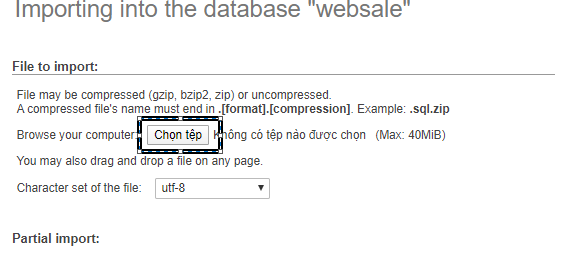 Importing into the database "websale"
File to import:
File may be compressed (gzip, bzip2, zip) or uncompressed.
A compressed file's name must end in .[format].[compression]. Example: .sql.zip
Browse your computer: Chọn tệp Không có tệp nào được chọn (Max: 40MiB)
You may also drag and drop a file on any page.
Character set of the file: utf-8
Partial import: